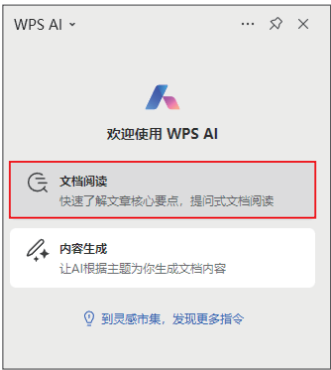 WPS AI
欢迎使用 WPS AI
文档阅读
快速了解文章核心要点，提问式文档阅读
内容生成
让AI根据主题为你生成文档内容
到灵感市集，发现更多指令